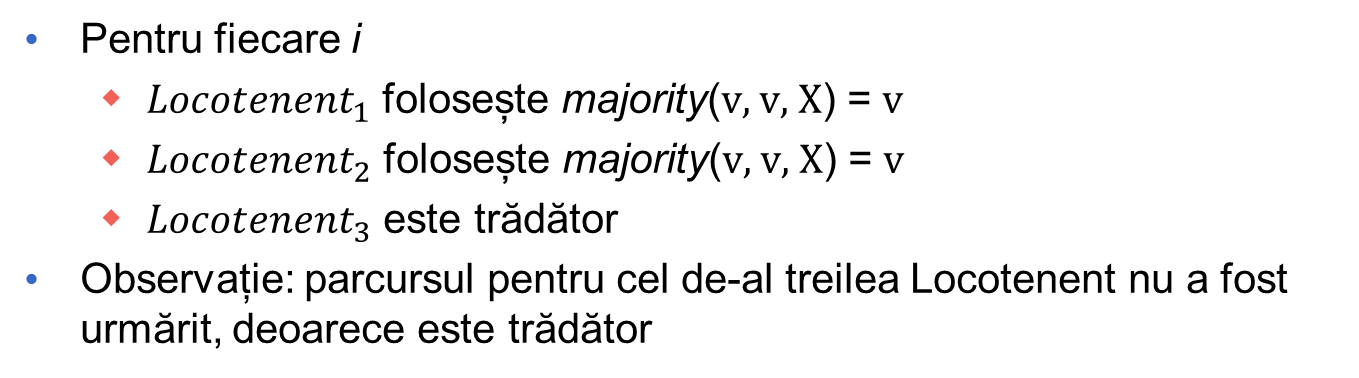 • Pentru fiecare i
◆ Locotenent₁ folosește majority(v, v, X) = v
◆ Locotenent₂ folosește majority(v, v, X) = v
◆ Locotenent₃ este trădător
• Observație: parcursul pentru cel de-al treilea Locotenent nu a fost
urmărit, deoarece este trădător